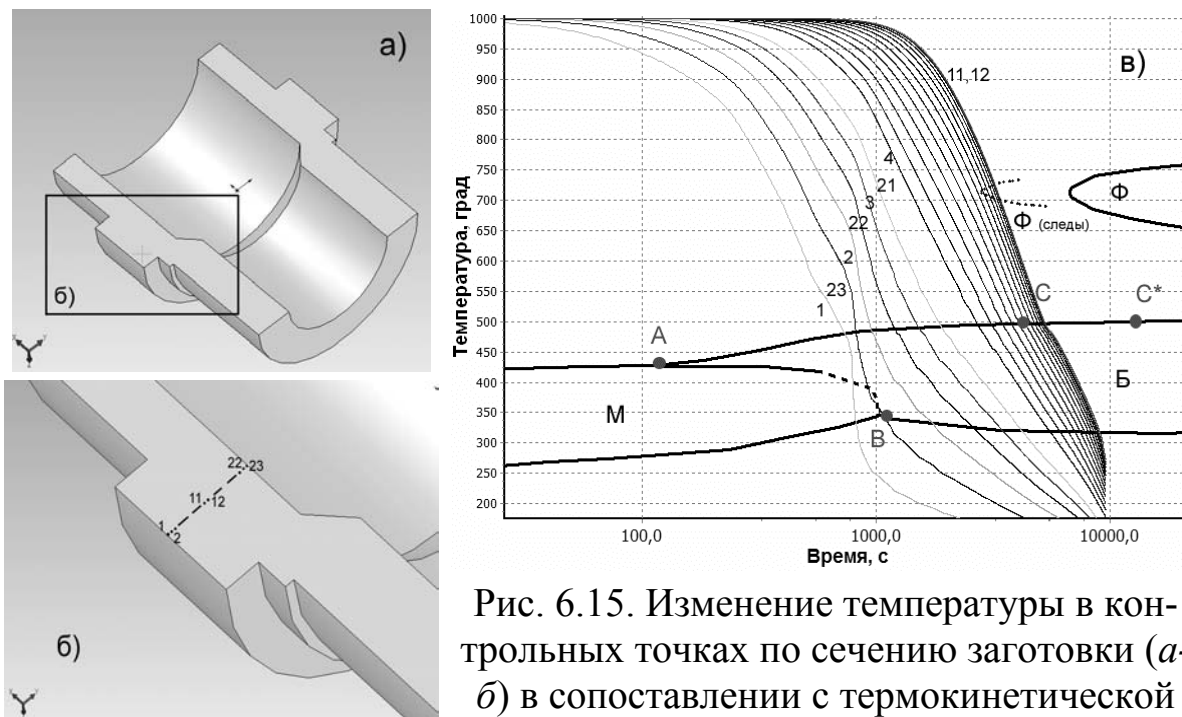 а)
б)
22 23
11 12
1
2
б)
в)
Температура, град
1000
950
900
850
800
750
700
650
600
550
500
450
400
350
300
250
200
100,0
1000,0
10000,0
Время, с
11,12
4
21
3
22
2
23
1
Ф
Ф (следы)
A
B
C
C*
М
Б
Рис. 6.15. Изменение температуры в кон-
трольных точках по сечению заготовки (а-
б) в сопоставлении с термокинетической